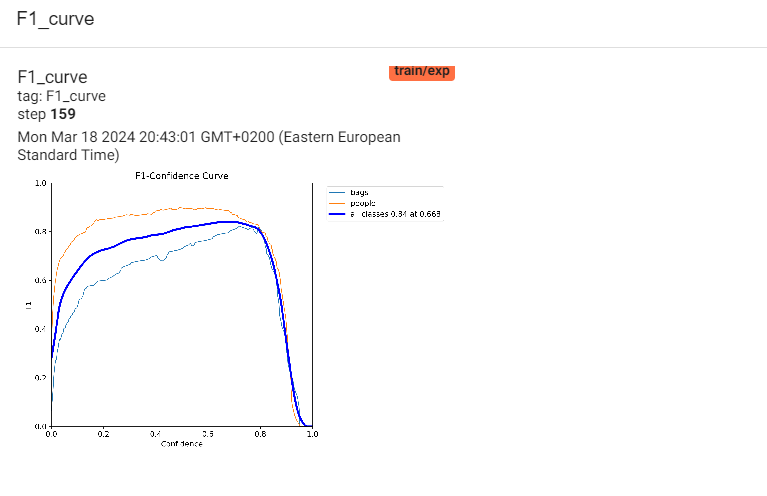 F1_curve
F1_curve
train/exp
tag: F1_curve
step 159
Mon Mar 18 2024 20:43:01 GMT+0200 (Eastern European
Standard Time)
F1-Confidence Curve
bags
people
all classes 0.84 at 0.663
1.0
0.8
0.6
0.4
0.2
0.0
F1
0.0 0.2 0.4 0.6 0.8 1.0
Confidence